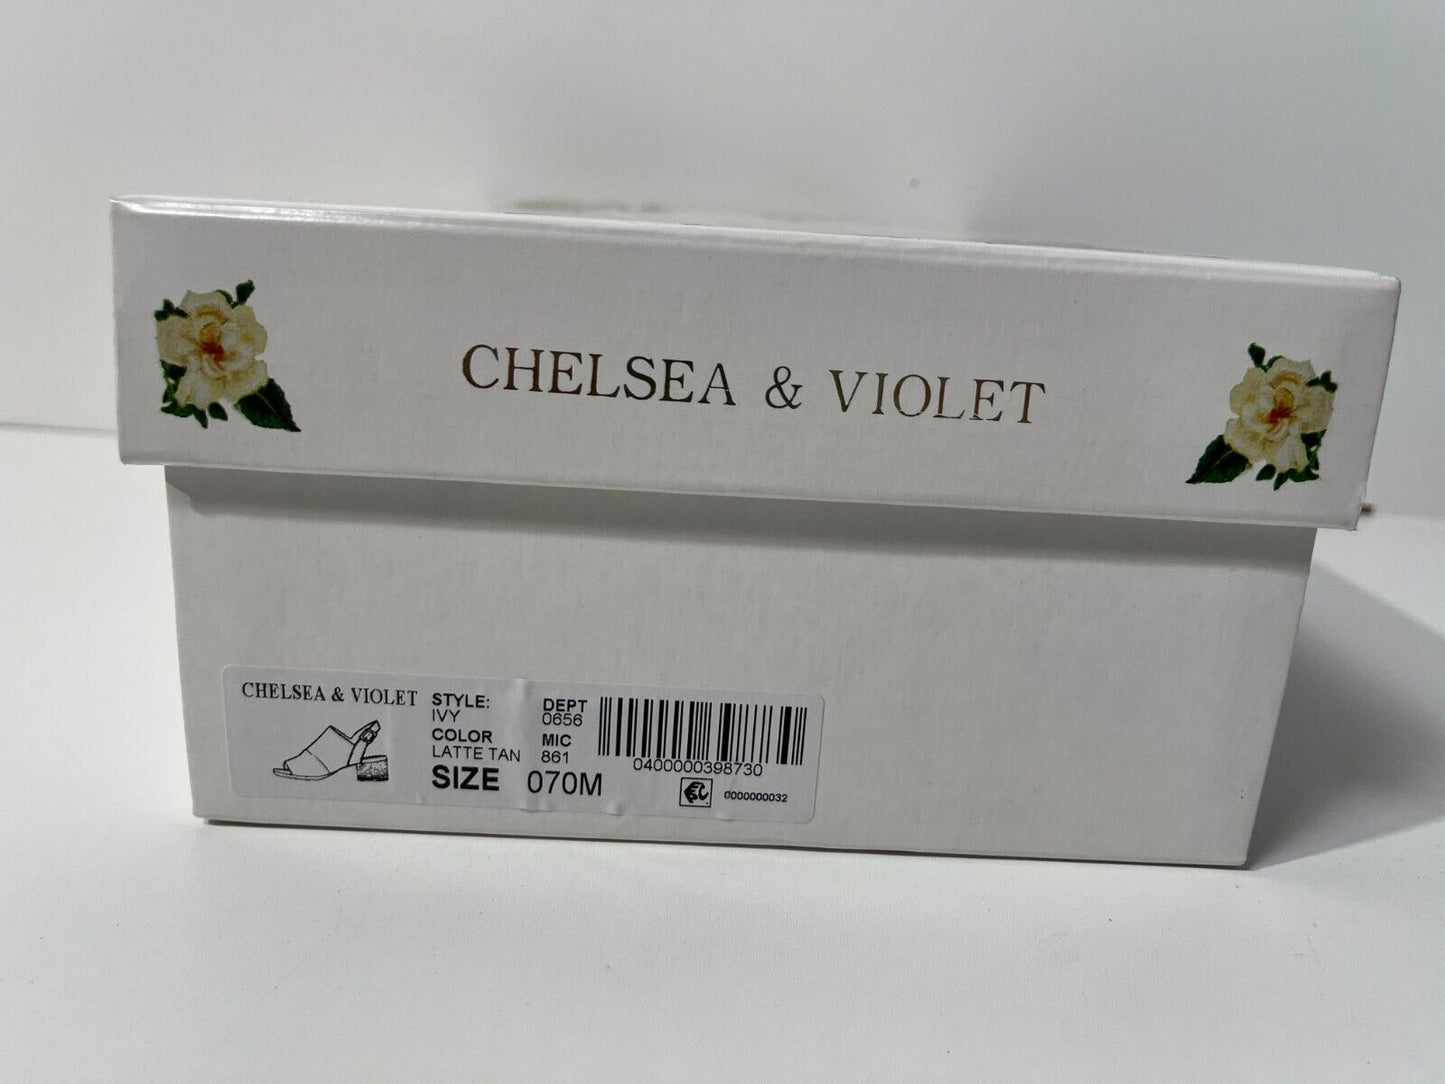 CHELSEA & VIOLET
CHELSEA & VIOLET
STYLE:
IVY
COLOR
LATTE TAN
SIZE 070M
DEPT
0656
MIC
861
0400000398730
0000000032